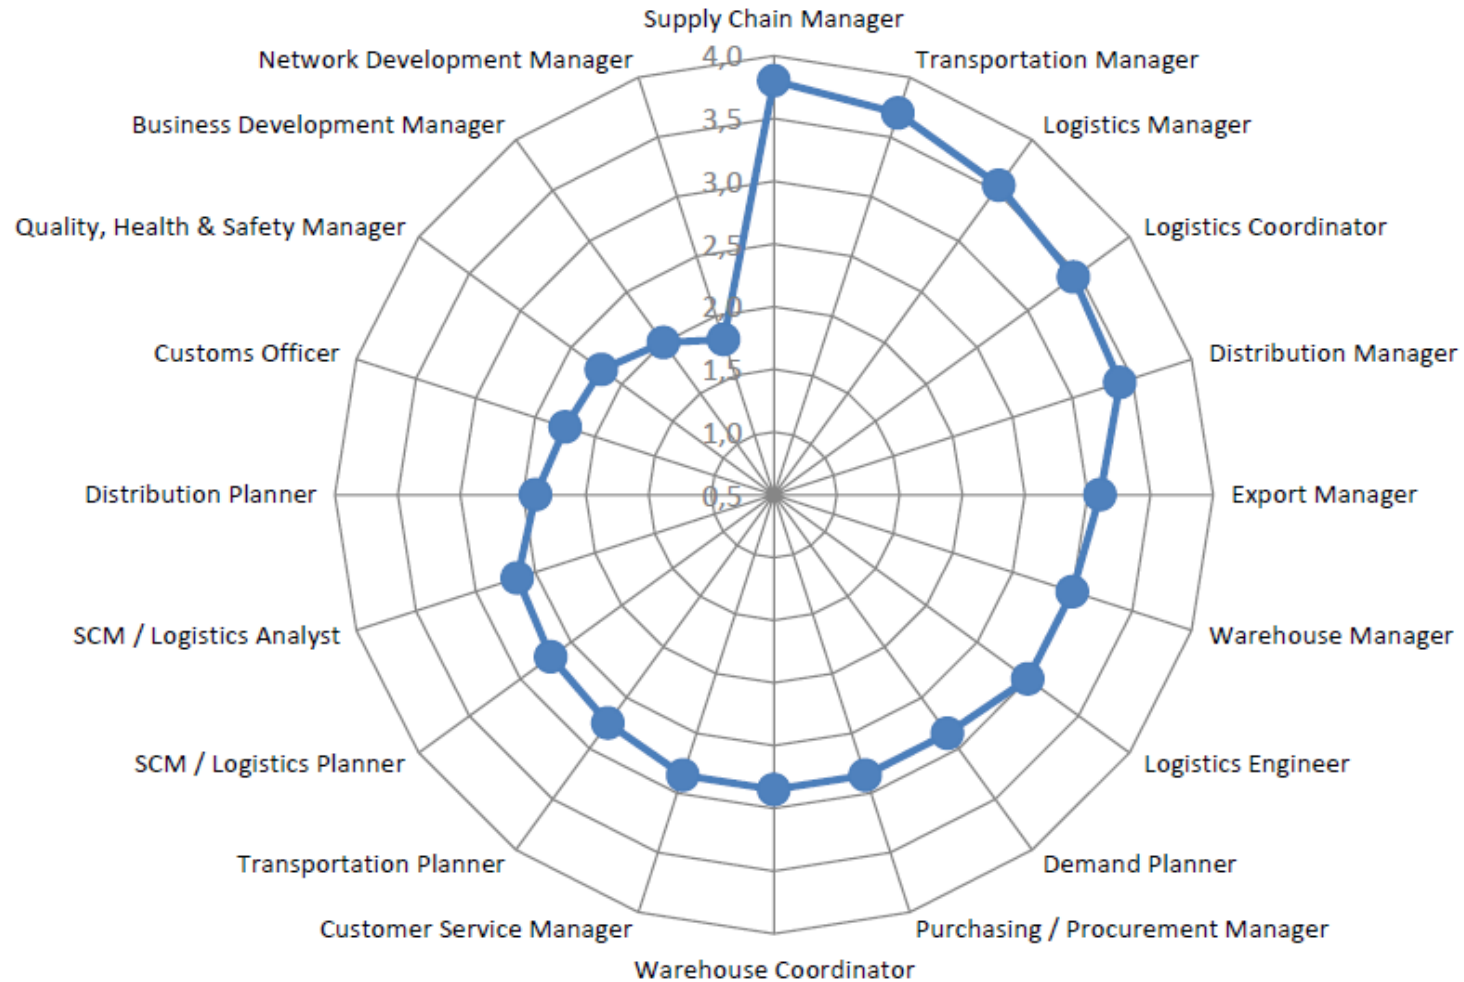 Supply Chain Manager
Network Development Manager
4,0
Transportation Manager
Business Development Manager
3,5
Logistics Manager
3,0
Quality, Health & Safety Manager
2,5
Logistics Coordinator
2,0
Customs Officer
1,5
Distribution Manager
1,0
Distribution Planner
0,5
Export Manager
SCM / Logistics Analyst
Warehouse Manager
SCM / Logistics Planner
Logistics Engineer
Transportation Planner
Demand Planner
Customer Service Manager
Purchasing / Procurement Manager
Warehouse Coordinator